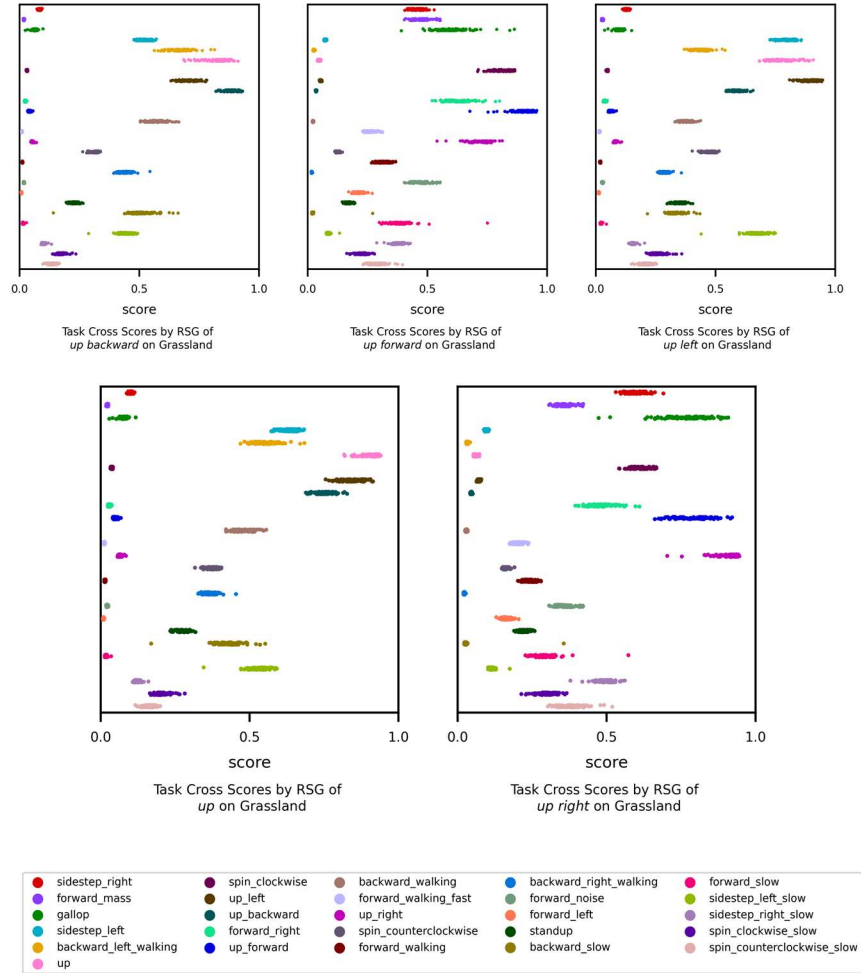 0.0 0.5 1.0 0.0 0.5 1.0 0.0 0.5 1.0
score score score
Task Cross Scores by RSG of Task Cross Scores by RSG of Task Cross Scores by RSG of
up backward on Grassland up forward on Grassland up left on Grassland
0.0 0.5 1.0 0.0 0.5 1.0
score score
Task Cross Scores by RSG of Task Cross Scores by RSG of
up on Grassland up right on Grassland
sidestep_right spin_clockwise backward_walking backward_right_walking forward_slow
forward_mass up_left forward_walking_fast forward_noise sidestep_left_slow
gallop up_backward up_right forward_left sidestep_right_slow
sidestep_left forward_right spin_counterclockwise standup spin_clockwise_slow
backward_left_walking up_forward forward_walking backward_slow spin_counterclockwise_slow
up